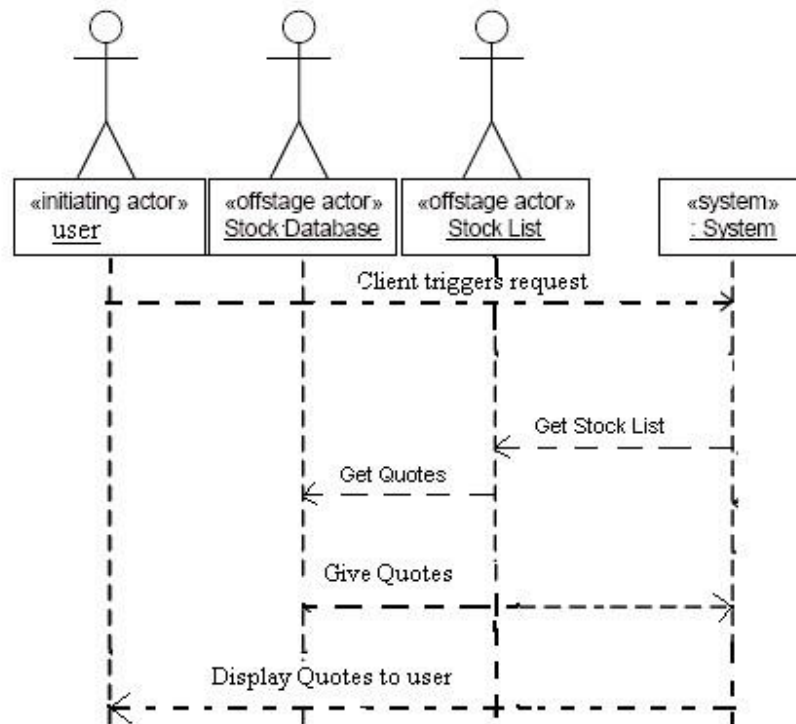 «initiating actor»
user
«offstage actor»
Stock Database
«offstage actor»
Stock List
«system»
: System
Client triggers request
Get Stock List
Get Quotes
Give Quotes
Display Quotes to user